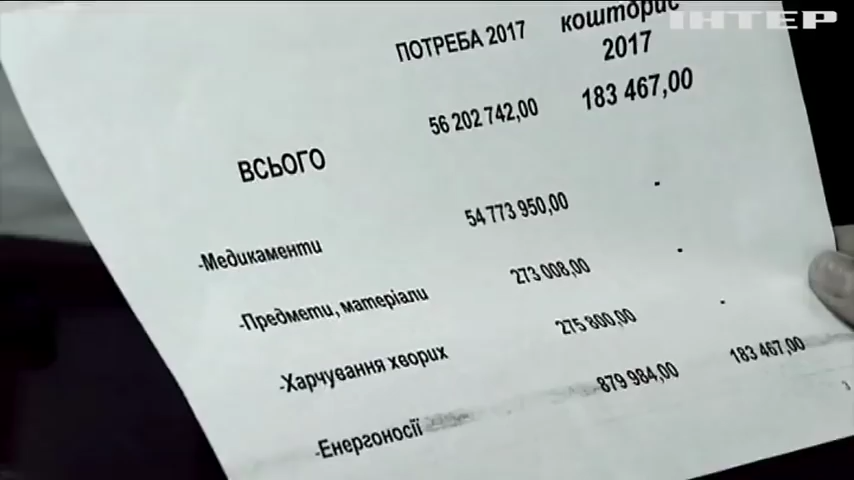 ІНТЕР
ПОТРЕБА 2017 кошторис 2017
ВСЬОГО 56 202 742,00 183 467,00
-Медикаменти 54 773 950,00 -
-Предмети, матеріали 273 008,00 -
-Харчування хворих 275 800,00 -
-Енергоносії 879 984,00 183 467,00
3